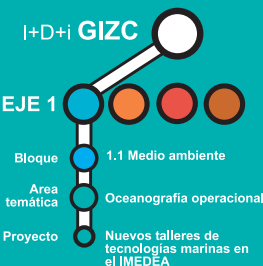 I+D+i GIZC
EJE 1
Bloque
1.1 Medio ambiente
Area
temática
Oceanografía operacional
Proyecto
Nuevos talleres de
tecnologías marinas en
el IMEDEA